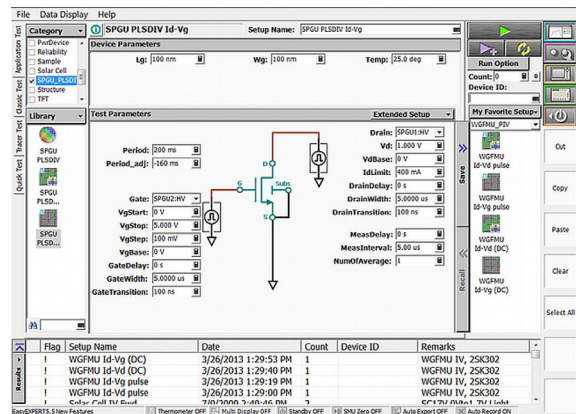 File Data Display Help
Category
SPGU PLSDIV Id-Vg
Setup Name: SPGU PLSDIV Id-Vg
Application Test
Classic Test
Tracer Test
Quick Test
PwrDevice
Reliability
Sample
Solar Cell
SPGU_PLSDIV
Structure
TFT
Library
SPGU
PLSDIV
SPGU
PLSD...
SPGU
PLSD...
Device Parameters
Lg: 100 nm
Wg: 100 nm
Temp: 25.0 deg
Test Parameters
Extended Setup
Period: 200 ms
Period_adj: -160 ms
Gate: SPGU2:HV
VgStart: 0 V
VgStop: 5.000 V
VgStep: 100 mV
VgBase: 0 V
GateDelay: 0 s
GateWidth: 5.0000 us
GateTransition: 100 ns
D
G
Subs
S
Drain: SPGU1:HV
Vd: 1.000 V
VdBase: 0 V
IdLimit: 400 mA
DrainDelay: 0 s
DrainWidth: 5.0000 us
DrainTransition: 100 ns
MeasDelay: 0 s
MeasInterval: 5.00 us
NumOfAverage: 1
Save
Recall
Run Option
Count: 0 0
Device ID:
My Favorite Setup
WGFMU_PIV
WGFMU
Id-Vd pulse
WGFMU
Id-Vg pulse
WGFMU
Id-Vd (DC)
WGFMU
Id-Vg (DC)
Cut
Copy
Paste
Clear
Select All
Results
Flag Setup Name Date Count Device ID Remarks
! WGFMU Id-Vg (DC) 3/26/2013 1:29:53 PM 1 WGFMU IV, 2SK302
! WGFMU Id-Vd (DC) 3/26/2013 1:29:40 PM 1 WGFMU IV, 2SK302
! WGFMU Id-Vg pulse 3/26/2013 1:29:19 PM 1 WGFMU IV, 2SK302
! WGFMU Id-Vd pulse 3/26/2013 1:29:00 PM 1 WGFMU IV, 2SK302
EasyEXPERT5.5 New Features Thermometer OFF Multi Display OFF Standby OFF SMU Zero OFF Auto Export OFF Auto Record ON